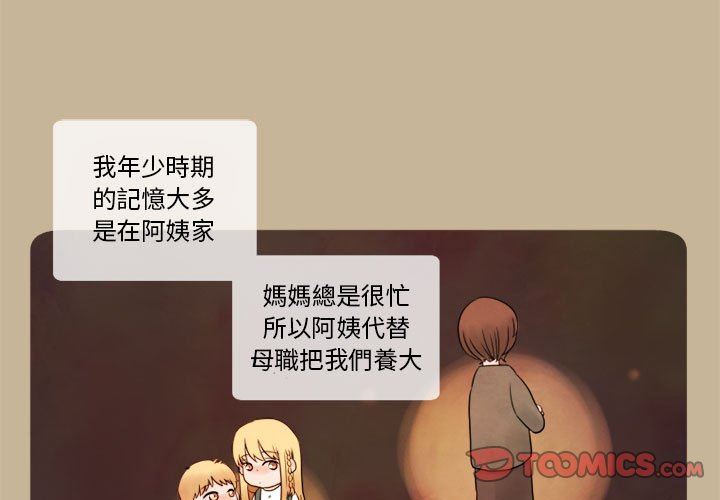 我年少時期
的記憶大多
是在阿姨家
媽媽總是很忙
所以阿姨代替
母職把我們養大
TOOMICS.COM